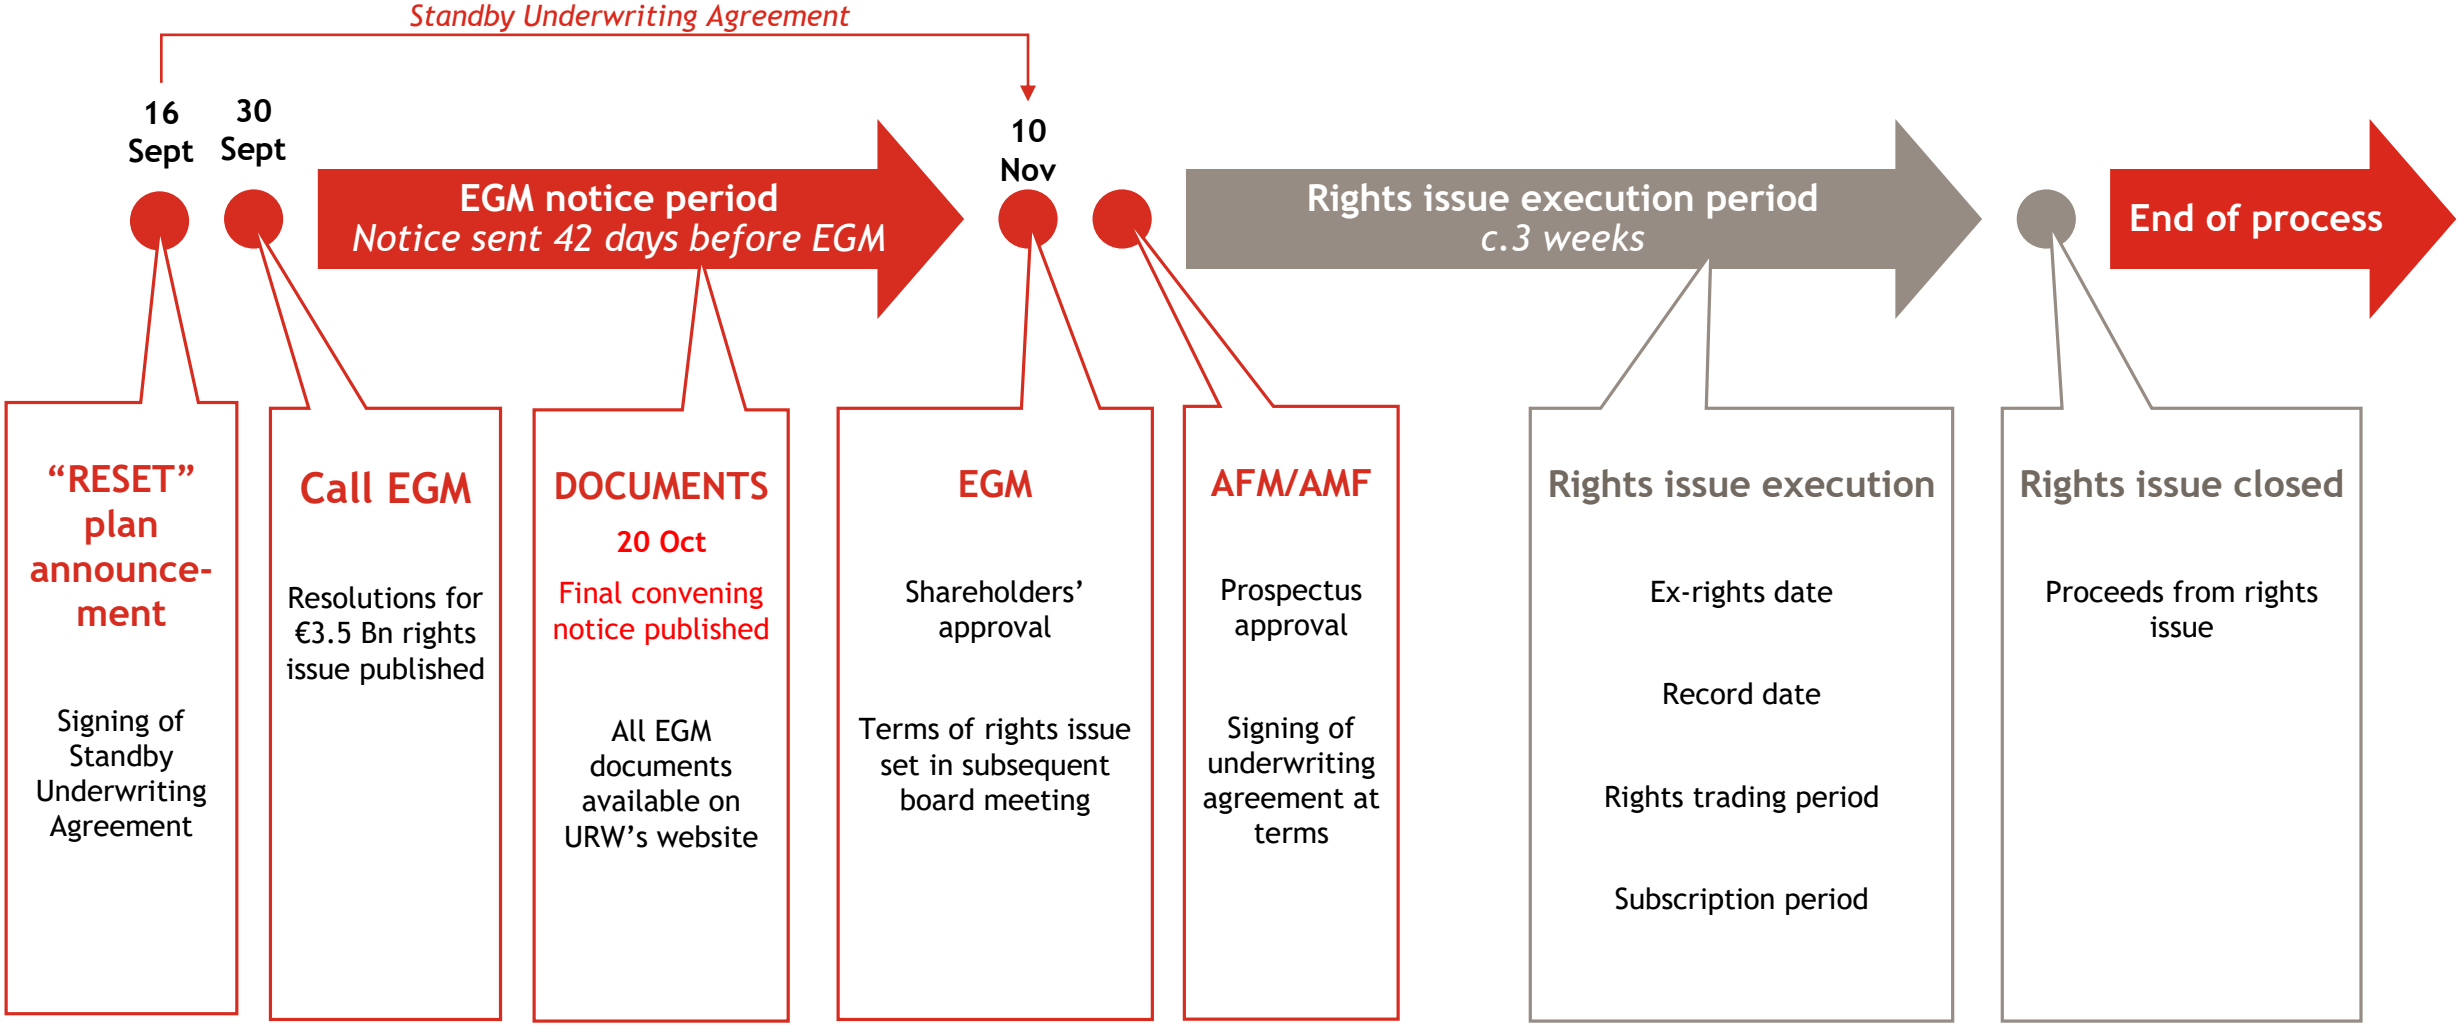 Standby Underwriting Agreement
16
Sept
30
Sept
EGM notice period
Notice sent 42 days before EGM
10
Nov
Rights issue execution period
c.3 weeks
End of process
“RESET”
plan
announce-
ment
Signing of
Standby
Underwriting
Agreement
Call EGM
Resolutions for
€3.5 Bn rights
issue published
DOCUMENTS
20 Oct
Final convening
notice published
All EGM
documents
available on
URW’s website
EGM
Shareholders’
approval
Terms of rights issue
set in subsequent
board meeting
AFM/AMF
Prospectus
approval
Signing of
underwriting
agreement at
terms
Rights issue execution
Ex-rights date
Record date
Rights trading period
Subscription period
Rights issue closed
Proceeds from rights
issue